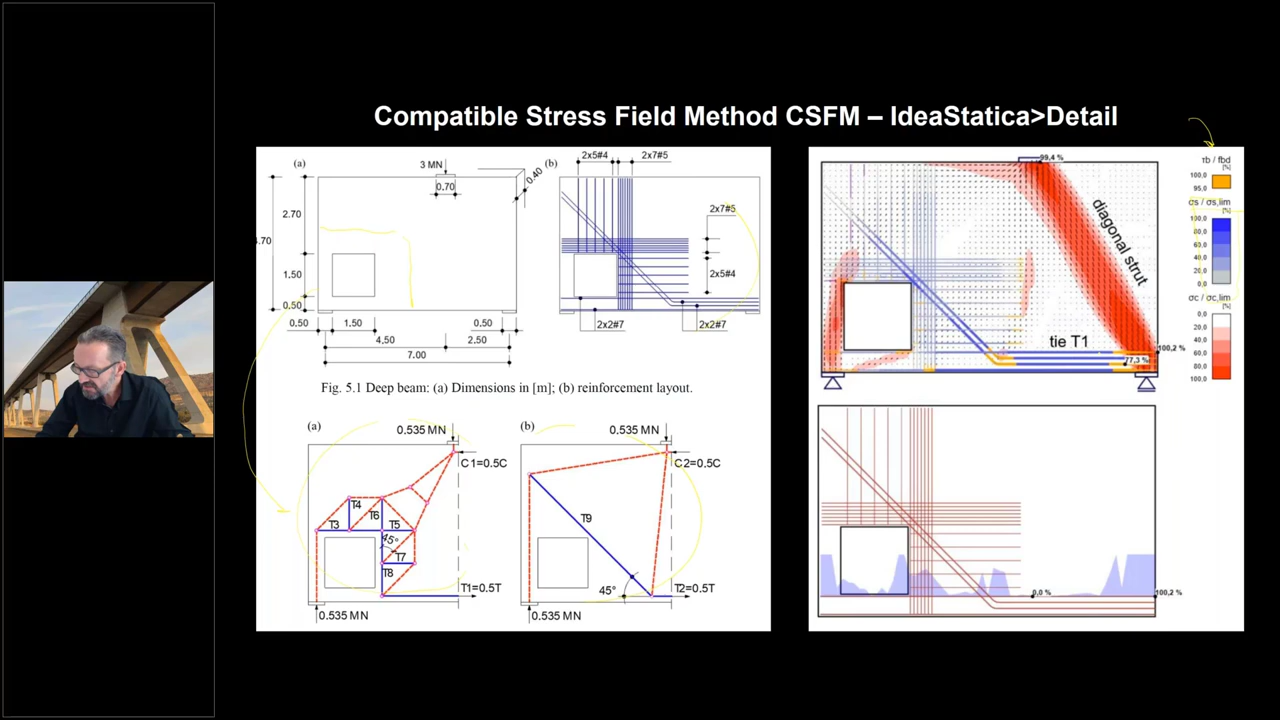 Compatible Stress Field Method CSFM – IdeaStatica>Detail
(a)
3 MN
0,70
0.40
2.70
.70
1.50
0.50
0.50
1.50
0.50
4.50
2.50
7.00
(b)
2x5#4
2x7#5
2x7#5
2x5#4
2x2#7
2x2#7
Fig. 5.1 Deep beam: (a) Dimensions in [m]; (b) reinforcement layout.
(a)
0.535 MN
C1=0.5C
T4
T3
T6
T5
45°
T7
T8
T1=0.5T
0.535 MN
(b)
0.535 MN
C2=0.5C
T9
45°
T2=0.5T
0.535 MN
99,4 %
diagonal strut
tie T1
100,2 %
77,3 %
τb / fbd
[%]
100,0
95,0
σs / σs,lim
[%]
100,0
80,0
60,0
40,0
20,0
0,0
σc / σc,lim
[%]
0,0
20,0
40,0
60,0
80,0
100,0
0,0 %
100,2 %